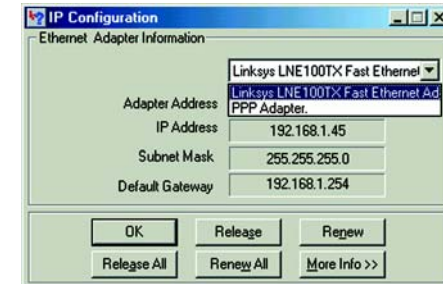 IP Configuration
Ethernet Adapter Information
Linksys LNE100TX Fast Ethernet
Linksys LNE100TX Fast Ethernet Ad
PPP Adapter.
Adapter Address
IP Address 192.168.1.45
Subnet Mask 255.255.255.0
Default Gateway 192.168.1.254
OK Release Renew
Release All Renew All More Info >>